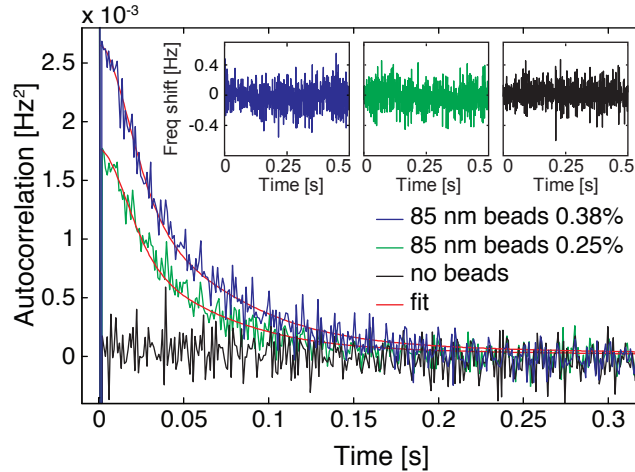 x 10-3
2.5
2
1.5
1
0.5
0
Autocorrelation [Hz2]
0 0.05 0.1 0.15 0.2 0.25 0.3
Time [s]
Freq shift [Hz]
0.4
0
-0.4
0 0.25 0.5
Time [s]
0 0.25 0.5
Time [s]
0 0.25 0.5
Time [s]
85 nm beads 0.38%
85 nm beads 0.25%
no beads
fit